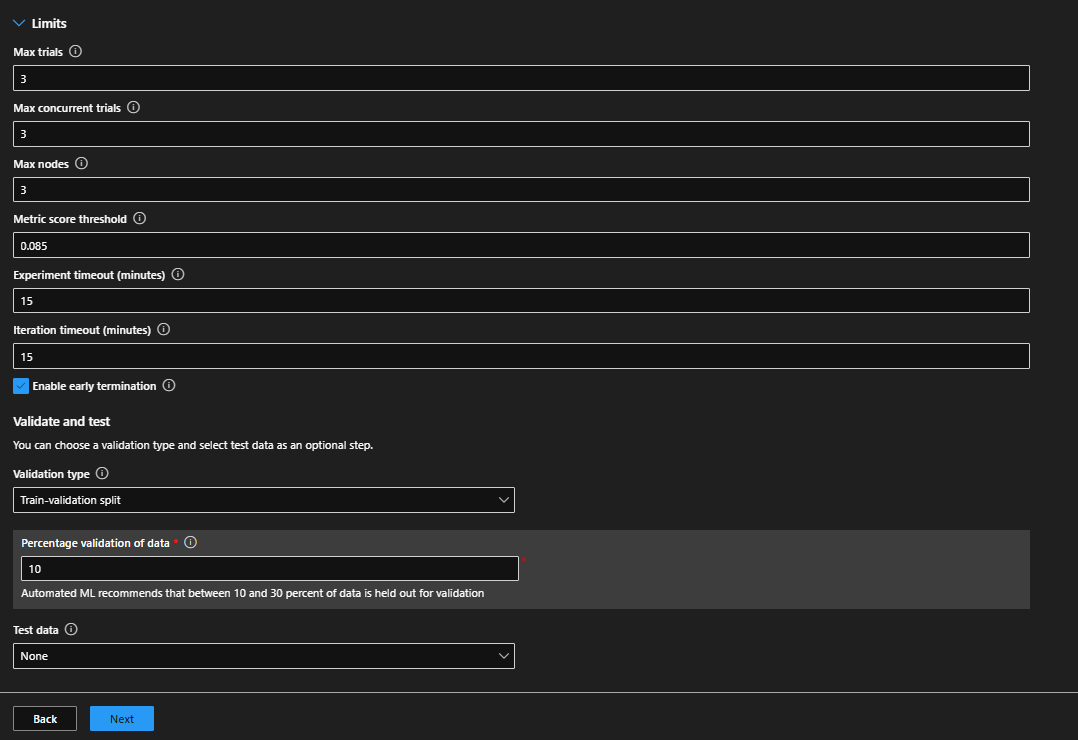 Limits
Max trials
3
Max concurrent trials
3
Max nodes
3
Metric score threshold
0.085
Experiment timeout (minutes)
15
Iteration timeout (minutes)
15
Enable early termination
Validate and test
You can choose a validation type and select test data as an optional step.
Validation type
Train-validation split
Percentage validation of data *
10
*
Automated ML recommends that between 10 and 30 percent of data is held out for validation
Test data
None
Back
Next